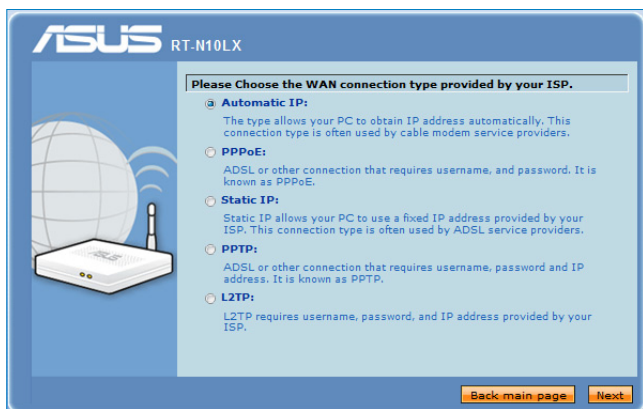 ASUS RT-N10LX
Please Choose the WAN connection type provided by your ISP.
Automatic IP:
The type allows your PC to obtain IP address automatically. This
connection type is often used by cable modem service providers.
PPPoE:
ADSL or other connection that requires username, and password. It is
known as PPPoE.
Static IP:
Static IP allows your PC to use a fixed IP address provided by your
ISP. This connection type is often used by ADSL service providers.
PPTP:
ADSL or other connection that requires username, password and IP
address. It is known as PPTP.
L2TP:
L2TP requires username, password, and IP address provided by your
ISP.
ASUS
Back main page Next